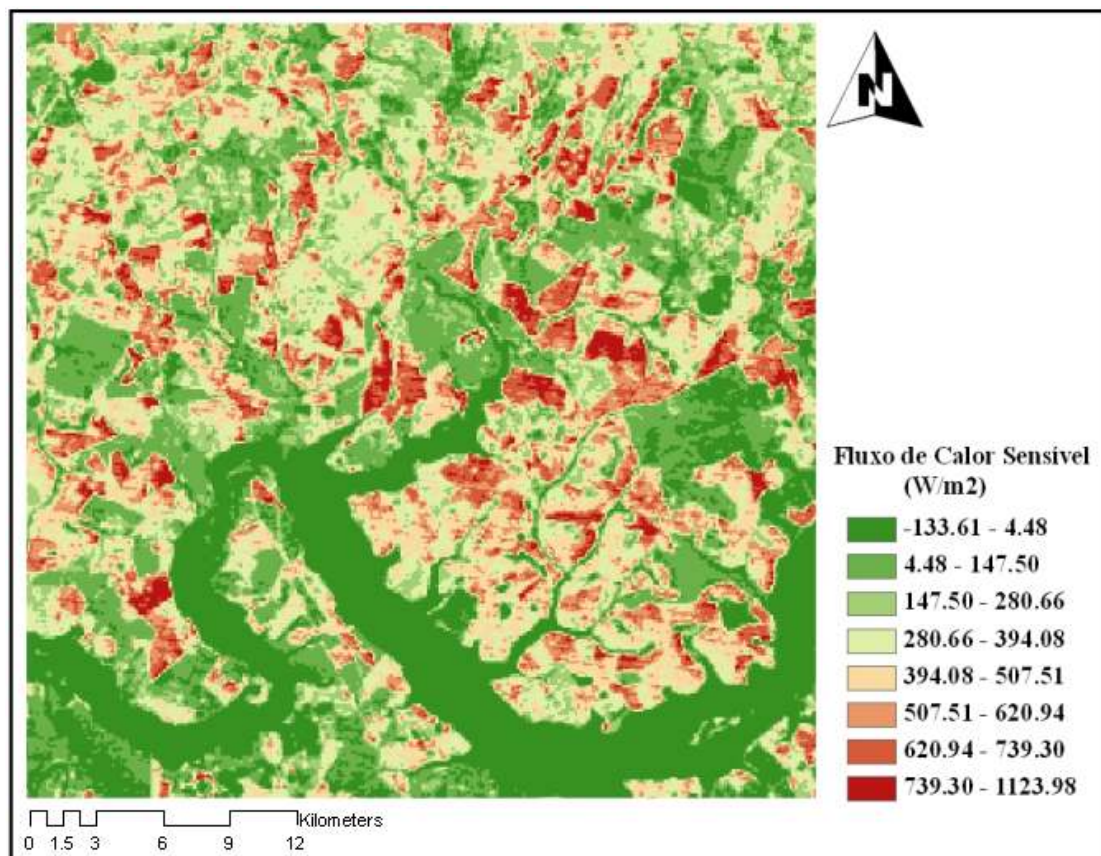 N
Fluxo de Calor Sensível
(W/m2)
-133.61 - 4.48
4.48 - 147.50
147.50 - 280.66
280.66 - 394.08
394.08 - 507.51
507.51 - 620.94
620.94 - 739.30
739.30 - 1123.98
Kilometers
0 1.5 3 6 9 12